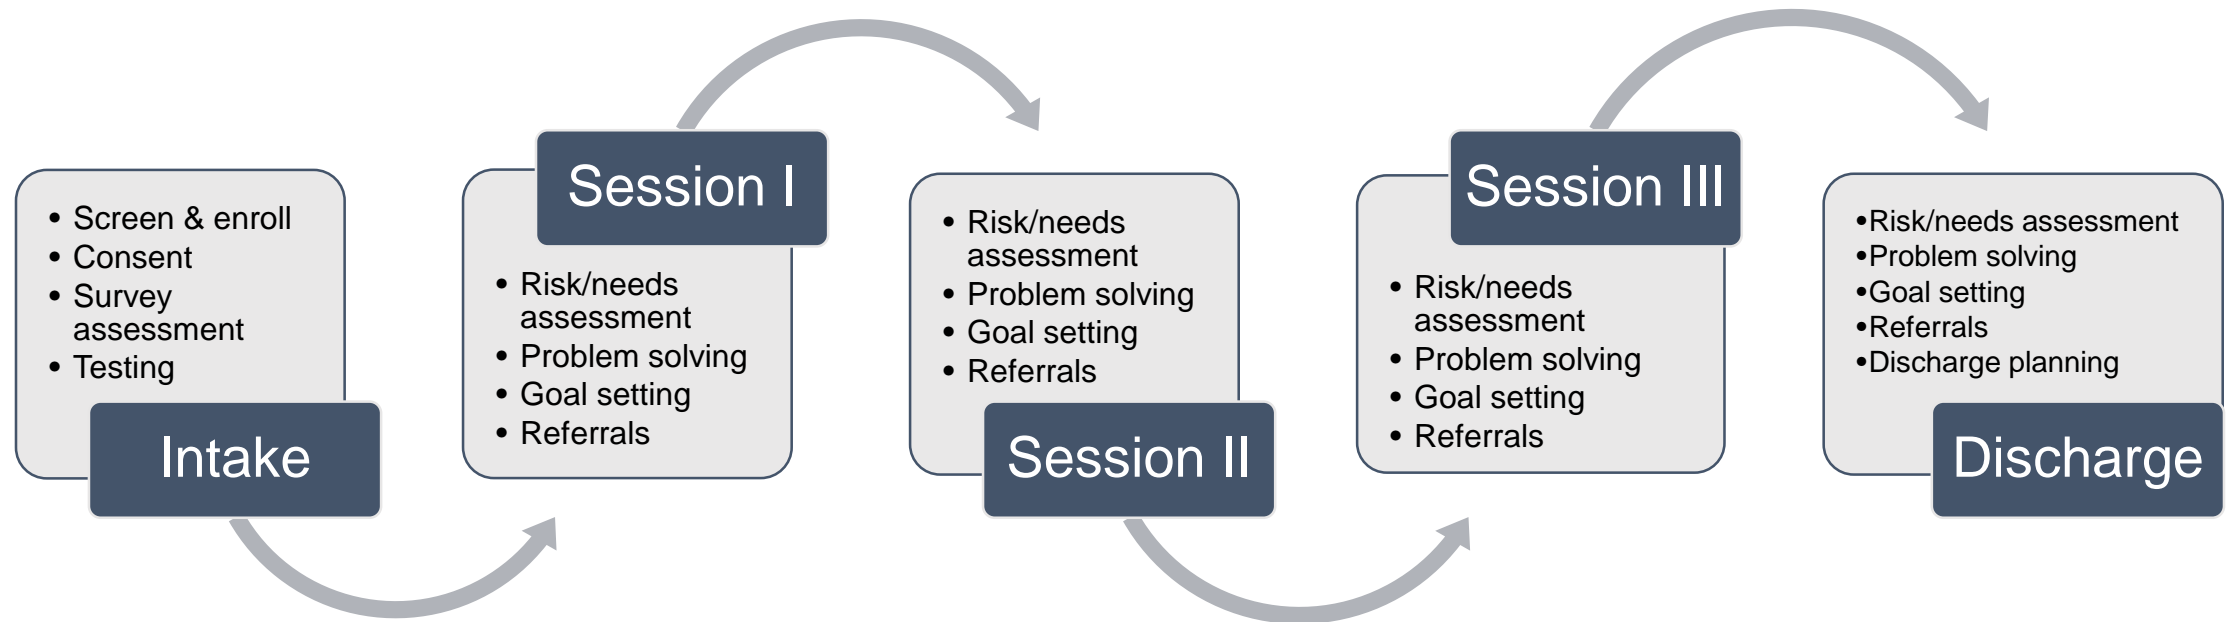 • Screen & enroll
• Consent
• Survey
assessment
• Testing
Intake
Session I
• Risk/needs
assessment
• Problem solving
• Goal setting
• Referrals
• Risk/needs
assessment
• Problem solving
• Goal setting
• Referrals
Session II
Session III
• Risk/needs
assessment
• Problem solving
• Goal setting
• Referrals
•Risk/needs assessment
•Problem solving
•Goal setting
•Referrals
•Discharge planning
Discharge